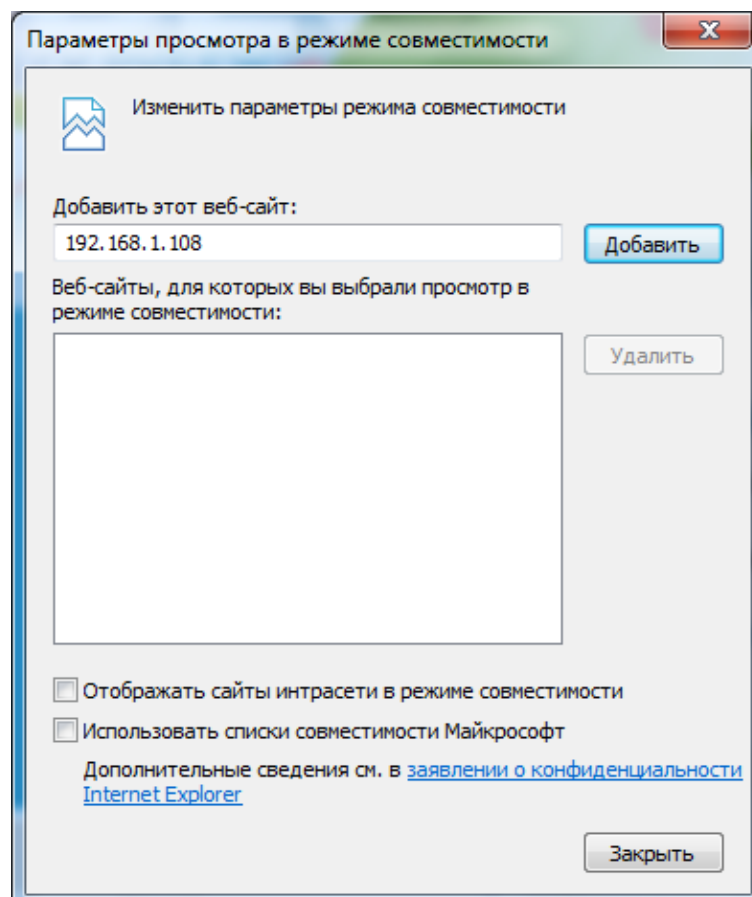 Параметры просмотра в режиме совместимости
Изменить параметры режима совместимости
Добавить этот веб-сайт:
192.168.1.108
Добавить
Веб-сайты, для которых вы выбрали просмотр в
режиме совместимости:
Удалить
Отображать сайты интрасети в режиме совместимости
Использовать списки совместимости Майкрософт
Дополнительные сведения см. в заявлении о конфиденциальности
Internet Explorer
Закрыть